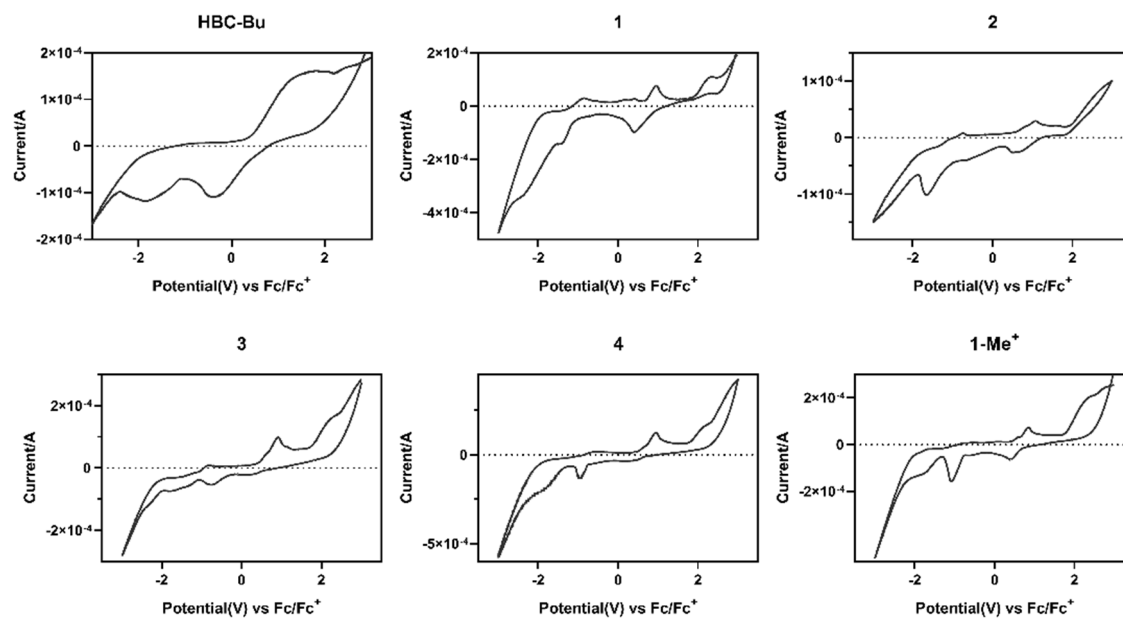 HBC-Bu
2×10⁻⁴
1×10⁻⁴
0
-1×10⁻⁴
-2×10⁻⁴
Current/A
-2 0 2
Potential(V) vs Fc/Fc⁺
1
2×10⁻⁴
0
-2×10⁻⁴
-4×10⁻⁴
Current/A
-2 0 2
Potential(V) vs Fc/Fc⁺
2
1×10⁻⁴
0
-1×10⁻⁴
Current/A
-2 0 2
Potential(V) vs Fc/Fc⁺
3
2×10⁻⁴
0
-2×10⁻⁴
Current/A
-2 0 2
Potential(V) vs Fc/Fc⁺
4
0
-5×10⁻⁴
Current/A
-2 0 2
Potential(V) vs Fc/Fc⁺
1-Me⁺
2×10⁻⁴
0
-2×10⁻⁴
Current/A
-2 0 2
Potential(V) vs Fc/Fc⁺